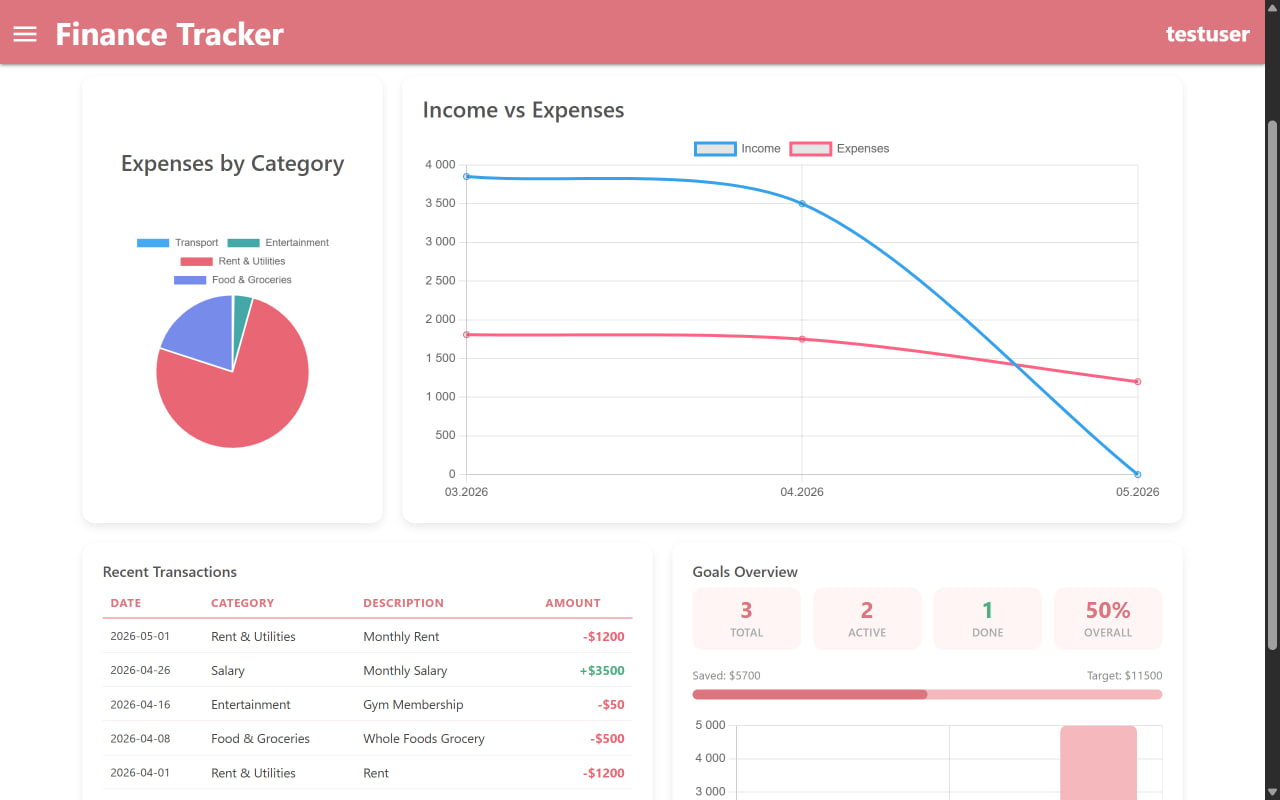 Finance Tracker
testuser
Expenses by Category
Transport Entertainment
Rent & Utilities
Food & Groceries
Income vs Expenses
Income Expenses
4 000
3 500
3 000
2 500
2 000
1 500
1 000
500
0
03.2026 04.2026 05.2026
Recent Transactions
DATE CATEGORY DESCRIPTION AMOUNT
2026-05-01 Rent & Utilities Monthly Rent -$1200
2026-04-26 Salary Monthly Salary +$3500
2026-04-16 Entertainment Gym Membership -$50
2026-04-08 Food & Groceries Whole Foods Grocery -$500
2026-04-01 Rent & Utilities Rent -$1200
Goals Overview
3 2 1 50%
TOTAL ACTIVE DONE OVERALL
Saved: $5700 Target: $11500
5 000
4 000
3 000